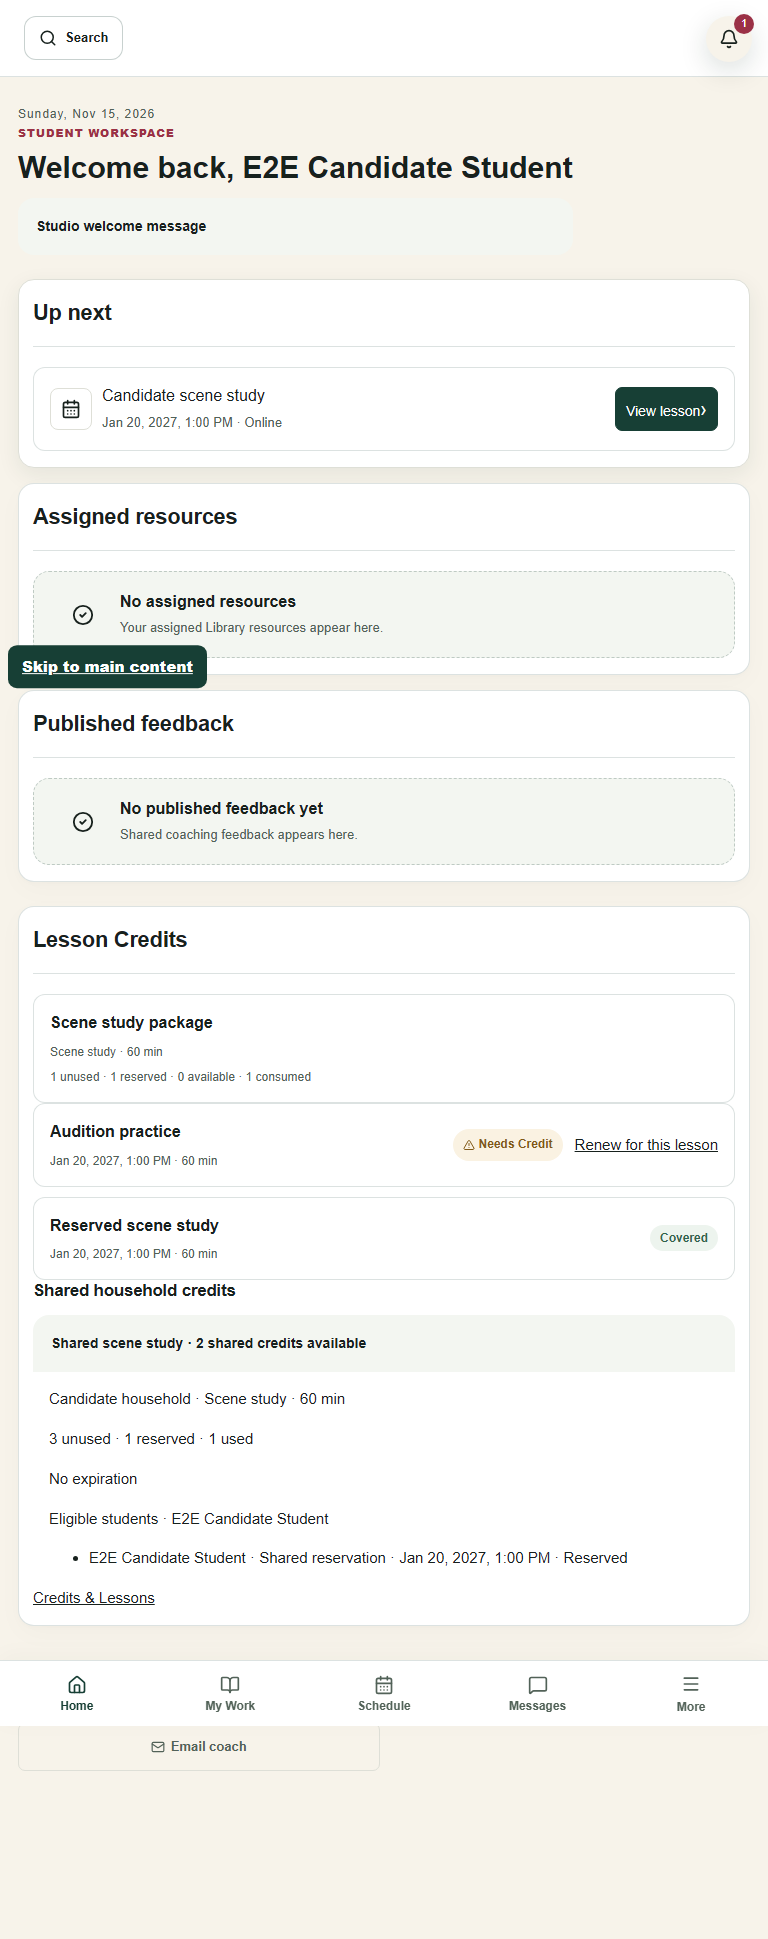 Search
1
Sunday, Nov 15, 2026
STUDENT WORKSPACE
Welcome back, E2E Candidate Student
Studio welcome message
Up next
Candidate scene study
Jan 20, 2027, 1:00 PM · Online
View lesson›
Assigned resources
No assigned resources
Your assigned Library resources appear here.
Skip to main content
Published feedback
No published feedback yet
Shared coaching feedback appears here.
Lesson Credits
Scene study package
Scene study · 60 min
1 unused · 1 reserved · 0 available · 1 consumed
Audition practice
Jan 20, 2027, 1:00 PM · 60 min
Needs Credit
Renew for this lesson
Reserved scene study
Jan 20, 2027, 1:00 PM · 60 min
Covered
Shared household credits
Shared scene study · 2 shared credits available
Candidate household · Scene study · 60 min
3 unused · 1 reserved · 1 used
No expiration
Eligible students · E2E Candidate Student
• E2E Candidate Student · Shared reservation · Jan 20, 2027, 1:00 PM · Reserved
Credits & Lessons
Home
My Work
Schedule
Messages
More
Email coach